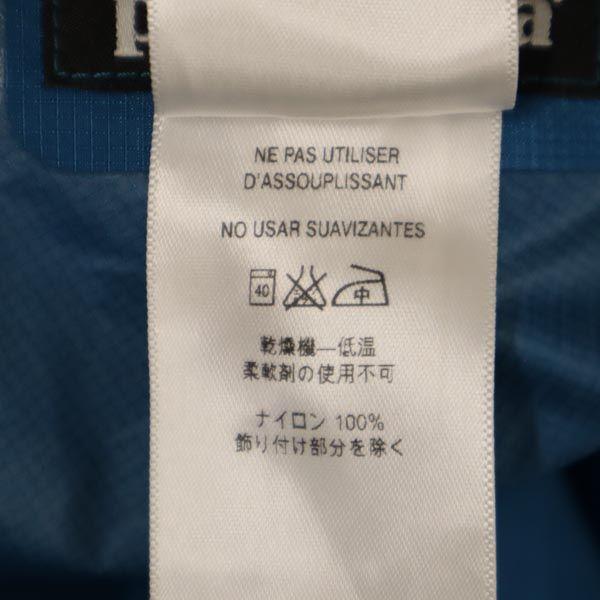 p a
NE PAS UTILISER
D'ASSOUPLISSANT
NO USAR SUAVIZANTES
40 中
乾燥機—低温
柔軟剤の使用不可
ナイロン 100%
飾り付け部分を除く